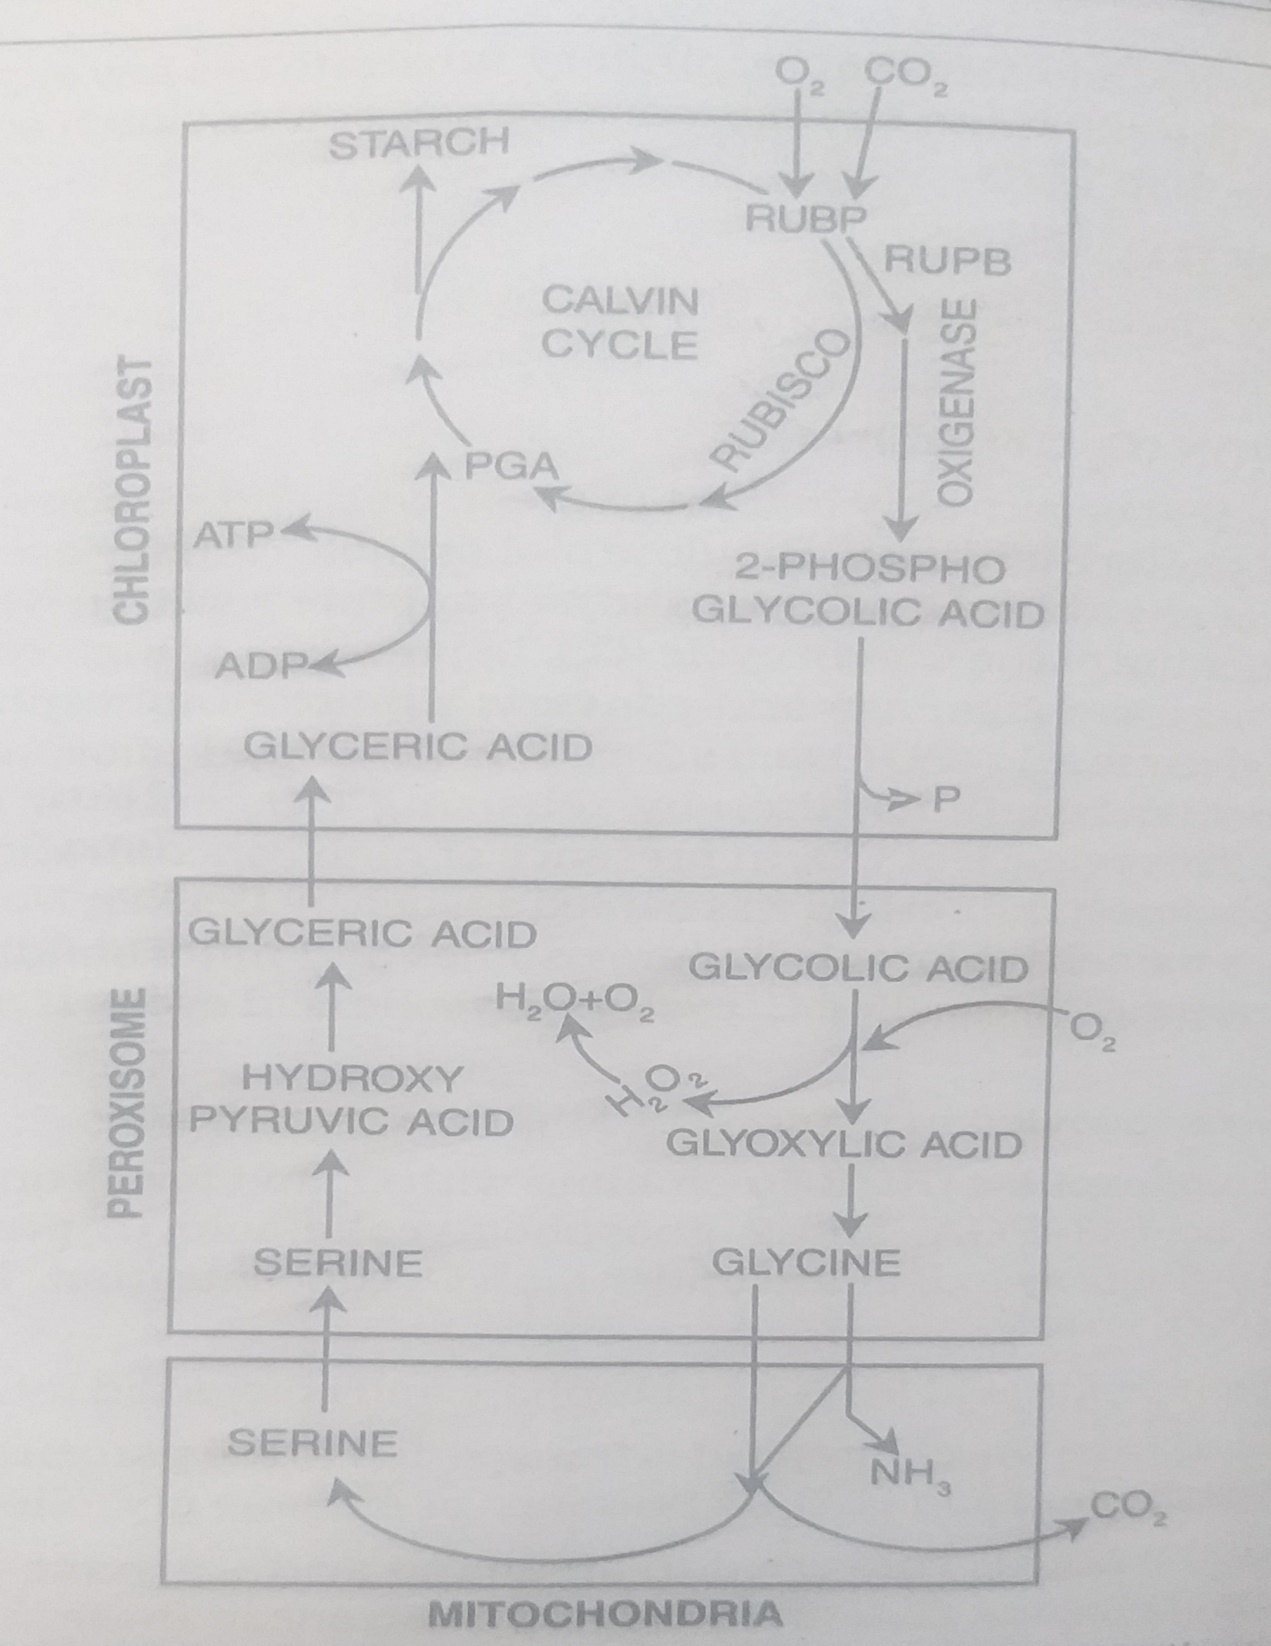 O₂ CO₂
STARCH
RUBP
RUPB
OXIGENASE
CALVIN
CYCLE
RUBISCO
PGA
CHLOROPLAST
ATP
2-PHOSPHO
GLYCOLIC ACID
ADP
GLYCERIC ACID
P
GLYCERIC ACID
GLYCOLIC ACID
H₂O+O₂
O₂
PEROXISOME
HYDROXY
PYRUVIC ACID
H₂O₂
GLYOXYLIC ACID
SERINE
GLYCINE
SERINE
NH₃
CO₂
MITOCHONDRIA